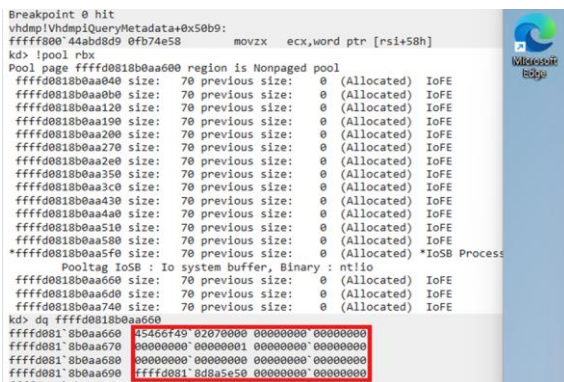 Breakpoint 0 hit
vhdmp!VhdmpiQueryMetadata+0x50b9:
fffff800`44abd8d9 0fb74e58 movzx ecx,word ptr [rsi+58h]
kd> !pool rbx
Pool page ffffd0818b0aa600 region is Nonpaged pool
ffffd0818b0aa040 size: 70 previous size: 0 (Allocated) IoFE
ffffd0818b0aa0b0 size: 70 previous size: 0 (Allocated) IoFE
ffffd0818b0aa120 size: 70 previous size: 0 (Allocated) IoFE
ffffd0818b0aa190 size: 70 previous size: 0 (Allocated) IoFE
ffffd0818b0aa200 size: 70 previous size: 0 (Allocated) IoFE
ffffd0818b0aa270 size: 70 previous size: 0 (Allocated) IoFE
ffffd0818b0aa2e0 size: 70 previous size: 0 (Allocated) IoFE
ffffd0818b0aa350 size: 70 previous size: 0 (Allocated) IoFE
ffffd0818b0aa3c0 size: 70 previous size: 0 (Allocated) IoFE
ffffd0818b0aa430 size: 70 previous size: 0 (Allocated) IoFE
ffffd0818b0aa4a0 size: 70 previous size: 0 (Allocated) IoFE
ffffd0818b0aa510 size: 70 previous size: 0 (Allocated) IoFE
ffffd0818b0aa580 size: 70 previous size: 0 (Allocated) IoFE
*ffffd0818b0aa5f0 size: 70 previous size: 0 (Allocated) *IoSB Process
Pooltag IoSB : Io system buffer, Binary : nt!io
ffffd0818b0aa660 size: 70 previous size: 0 (Allocated) IoFE
ffffd0818b0aa6d0 size: 70 previous size: 0 (Allocated) IoFE
ffffd0818b0aa740 size: 70 previous size: 0 (Allocated) IoFE
kd> dq ffffd0818b0aa660
ffffd081`8b0aa660 45466f49`02070000 00000000`00000000
ffffd081`8b0aa670 00000000`00000001 00000000`00000000
ffffd081`8b0aa680 00000000`00000000 00000000`00000000
ffffd081`8b0aa690 ffffd081`8d8a5e50 00000000`00000000
Microsoft
Edge